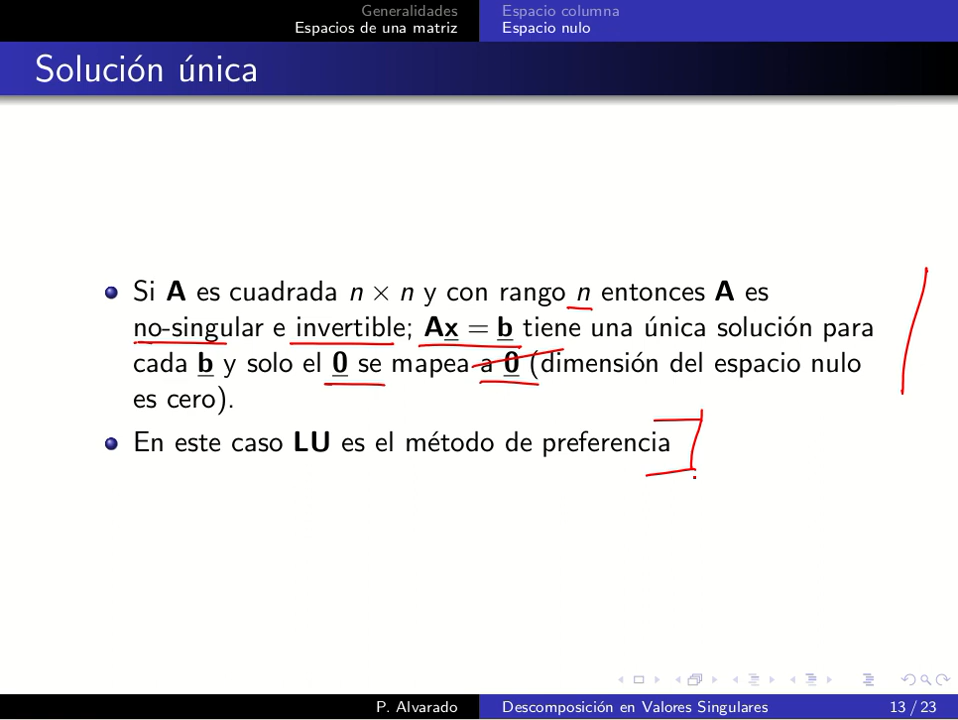 Generalidades Espacio columna
Espacios de una matriz Espacio nulo
Solución única
Si A es cuadrada n × n y con rango n entonces A es
no-singular e invertible; Ax = b tiene una única solución para
cada b y solo el 0 se mapea a 0 (dimensión del espacio nulo
es cero).
En este caso LU es el método de preferencia
P. Alvarado Descomposición en Valores Singulares 13 / 23